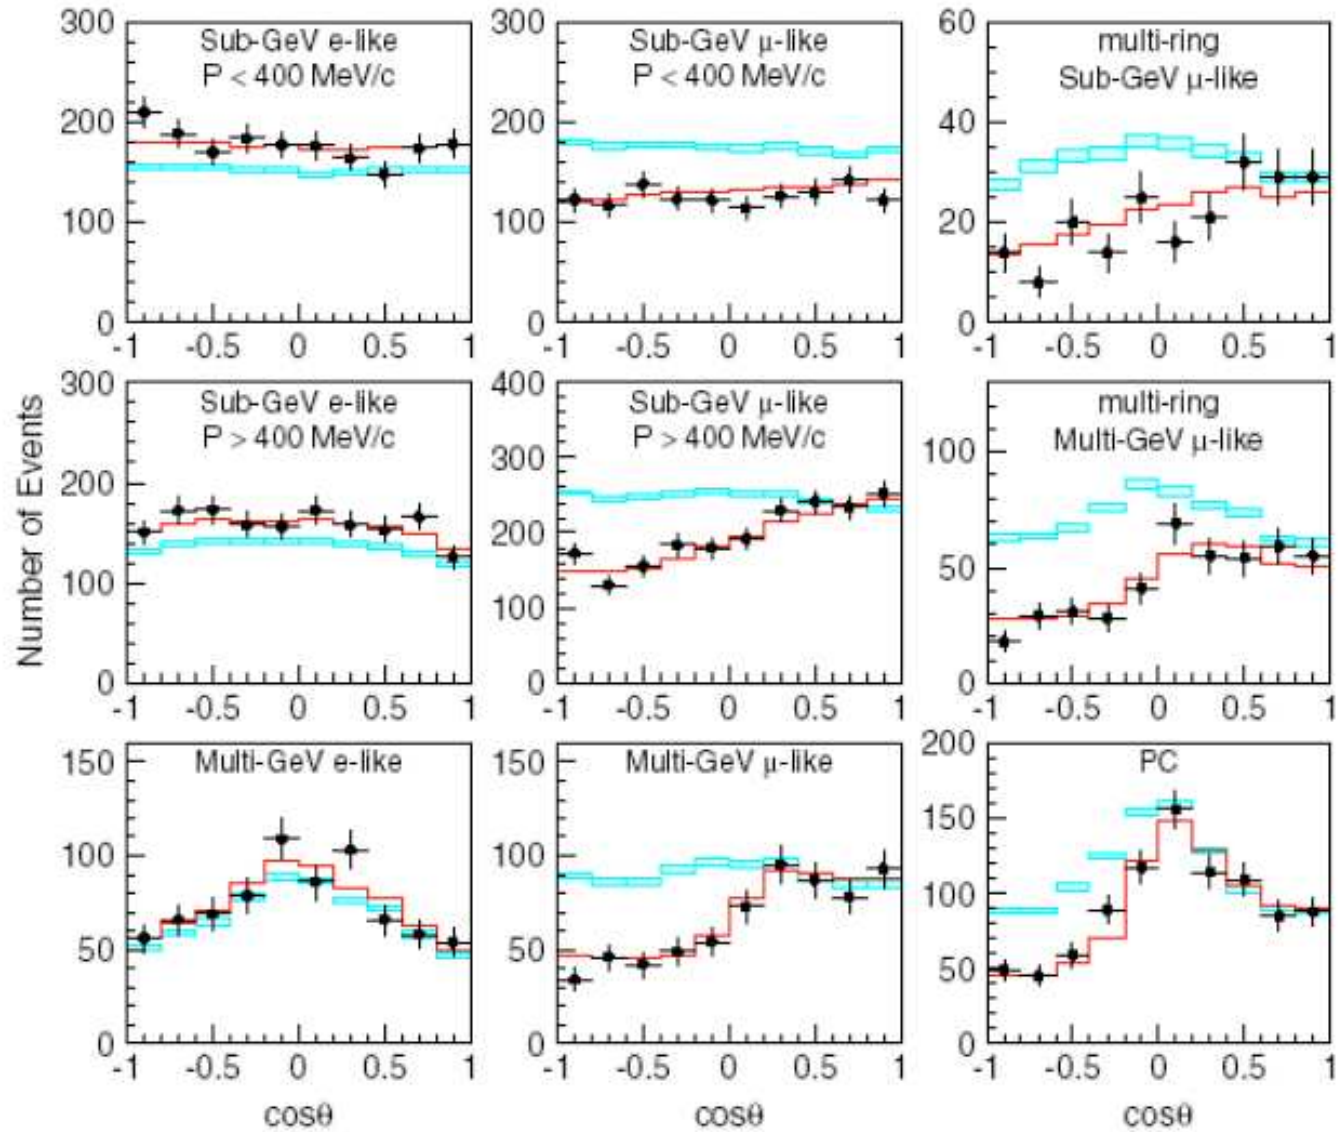 300
200
100
0
-1 -0.5 0 0.5 1
Sub-GeV e-like
P < 400 MeV/c
300
200
100
0
-1 -0.5 0 0.5 1
Sub-GeV μ-like
P < 400 MeV/c
60
40
20
0
-1 -0.5 0 0.5 1
multi-ring
Sub-GeV μ-like
Number of Events
300
200
100
0
-1 -0.5 0 0.5 1
Sub-GeV e-like
P > 400 MeV/c
400
300
200
100
0
-1 -0.5 0 0.5 1
Sub-GeV μ-like
P > 400 MeV/c
100
50
0
-1 -0.5 0 0.5 1
multi-ring
Multi-GeV μ-like
150
100
50
0
-1 -0.5 0 0.5 1
Multi-GeV e-like
cosθ
150
100
50
0
-1 -0.5 0 0.5 1
Multi-GeV μ-like
cosθ
200
150
100
50
0
-1 -0.5 0 0.5 1
PC
cosθ